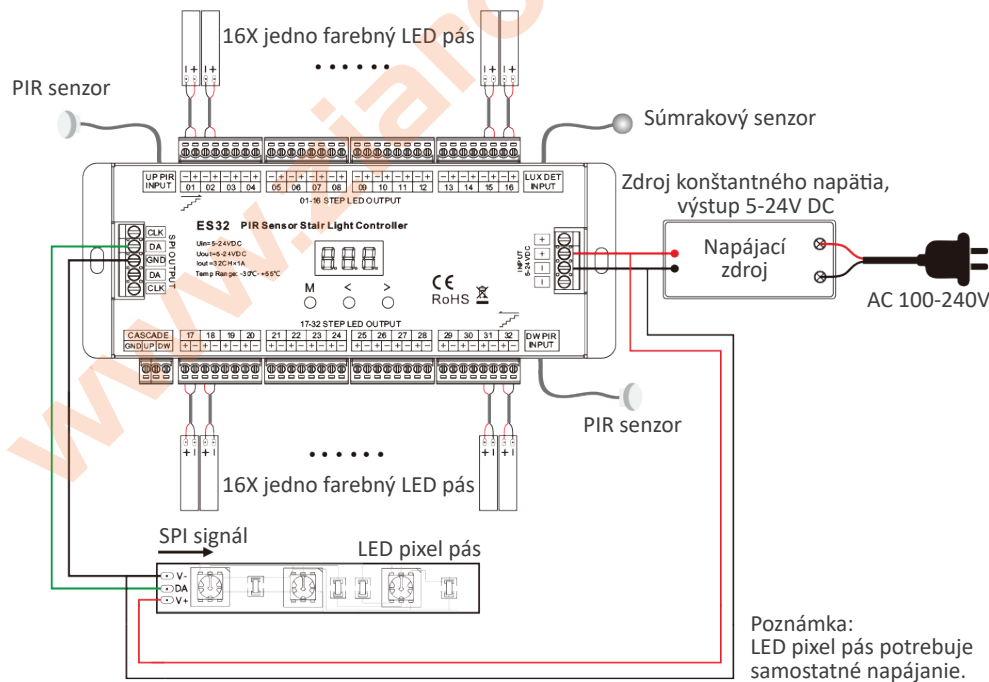 16X jedno farebný LED pás
PIR senzor
Súmrakový senzor
UP PIR INPUT
01 02 03 04 05 06 07 08 09 10 11 12 13 14 15 16
LUX DET INPUT
01-16 STEP LED OUTPUT
Zdroj konštantného napätia,
výstup 5-24V DC
ES32 PIR Sensor Stair Light Controller
Uin=5-24VDC
Uout=5-24VDC
Iout=32CH×1A
Temp Range: -30℃- +55℃
CLK
DA
GND
DA
CLK
SPI OUTPUT
M < >
CE
RoHS
INPUT
5-24VDC
+
+
-
-
Napájací
zdroj
AC 100-240V
17-32 STEP LED OUTPUT
CASCADE
GND UP DW
17 18 19 20 21 22 23 24 25 26 27 28 29 30 31 32
DW PIR INPUT
PIR senzor
16X jedno farebný LED pás
SPI signál
LED pixel pás
V-
DA
V+
Poznámka:
LED pixel pás potrebuje
samostatné napájanie.